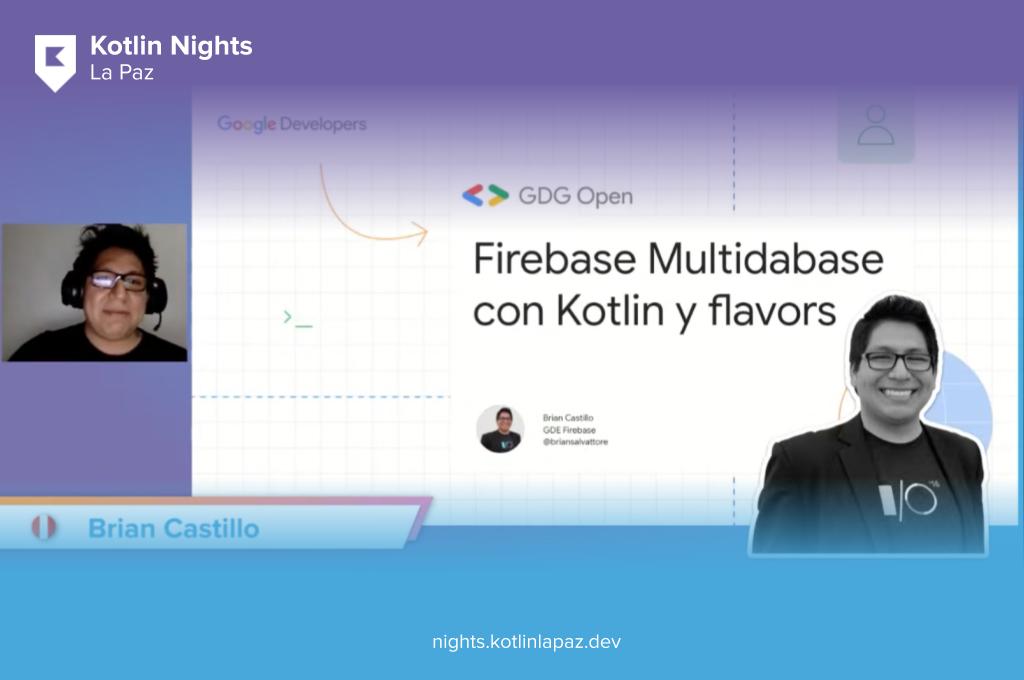 Kotlin Nights
La Paz
Google Developers
GDG Open
Firebase Multidabase
con Kotlin y flavors
>_
Brian Castillo
GDE Firebase
@briansalvattore
I/O'16
Brian Castillo
nights.kotlinlapaz.dev